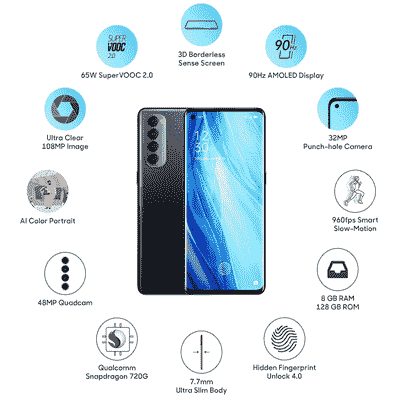 SUPER
VOOC
2.0
65W SuperVOOC 2.0
3D Borderless
Sense Screen
90Hz
90Hz AMOLED Display
Ultra Clear
108MP Image
32MP
Punch-hole Camera
AI Color Portrait
960fps Smart
Slow-Motion
48MP Quadcam
8 GB RAM
128 GB ROM
Qualcomm
Snapdragon 720G
7.7mm
Ultra Slim Body
Hidden Fingerprint
Unlock 4.0